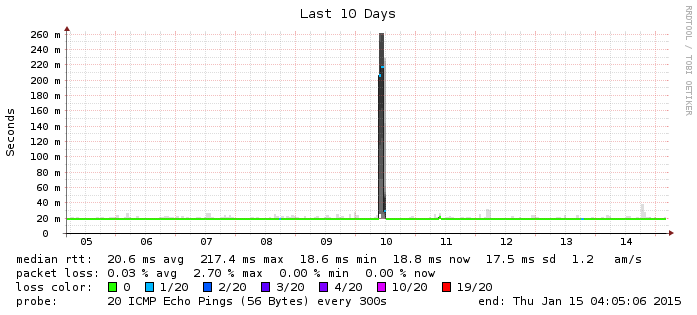 Last 10 Days
RRDTOOL / TOBI OETIKER
Seconds
260 m
240 m
220 m
200 m
180 m
160 m
140 m
120 m
100 m
80 m
60 m
40 m
20 m
0
05 06 07 08 09 10 11 12 13 14
median rtt: 20.6 ms avg 217.4 ms max 18.6 ms min 18.8 ms now 17.5 ms sd 1.2 am/s
packet loss: 0.03 % avg 2.70 % max 0.00 % min 0.00 % now
loss color: 0 1/20 2/20 3/20 4/20 10/20 19/20
probe: 20 ICMP Echo Pings (56 Bytes) every 300s end: Thu Jan 15 04:05:06 2015